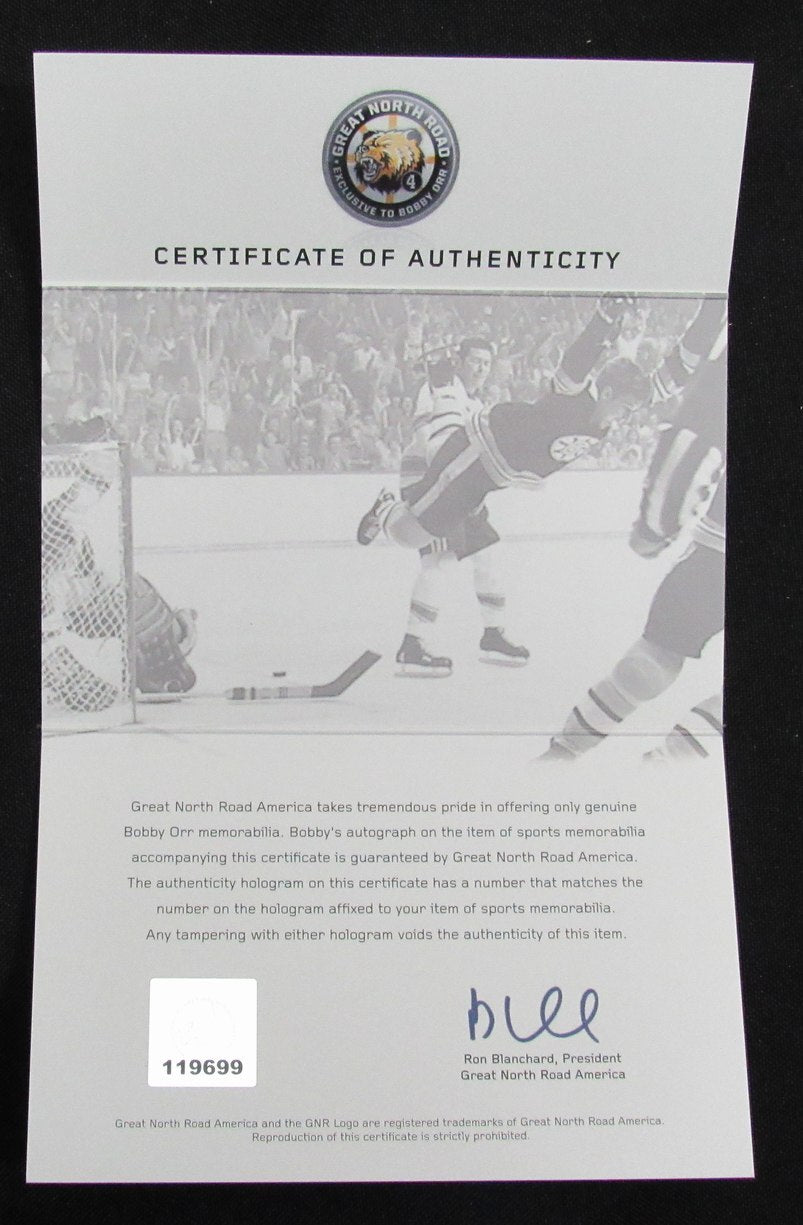 GREAT NORTH ROAD
EXCLUSIVE TO BOBBY ORR
4
CERTIFICATE OF AUTHENTICITY
Great North Road America takes tremendous pride in offering only genuine
Bobby Orr memorabilia. Bobby's autograph on the item of sports memorabilia
accompanying this certificate is guaranteed by Great North Road America.
The authenticity hologram on this certificate has a number that matches the
number on the hologram affixed to your item of sports memorabilia.
Any tampering with either hologram voids the authenticity of this item.
119699
Ron Blanchard, President
Great North Road America
Great North Road America and the GNR Logo are registered trademarks of Great North Road America.
Reproduction of this certificate is strictly prohibited.